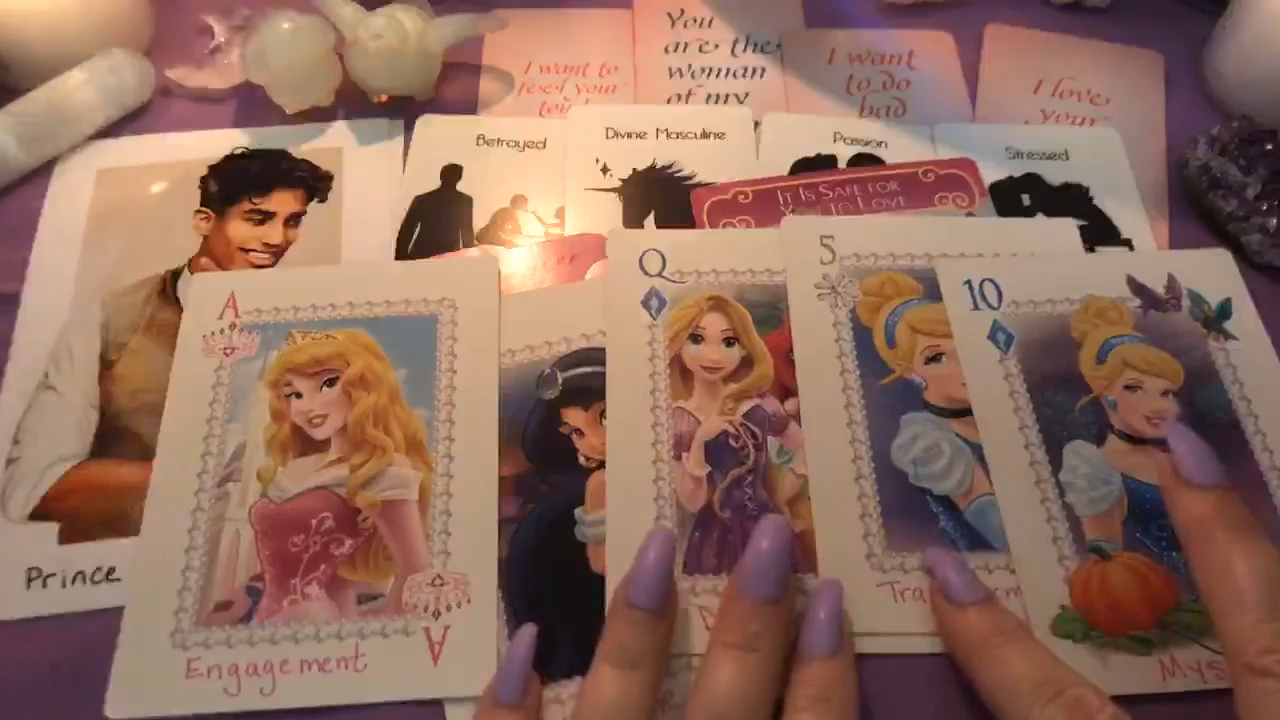 I want to
feel your
You
are the
woman
of my
I want
to do
bad
I love
your
Betrayed
Divine Masculine
Passion
Stressed
IT IS SAFE FOR
YOU TO LOVE
Prince
A
A
Engagement
Q
5
10